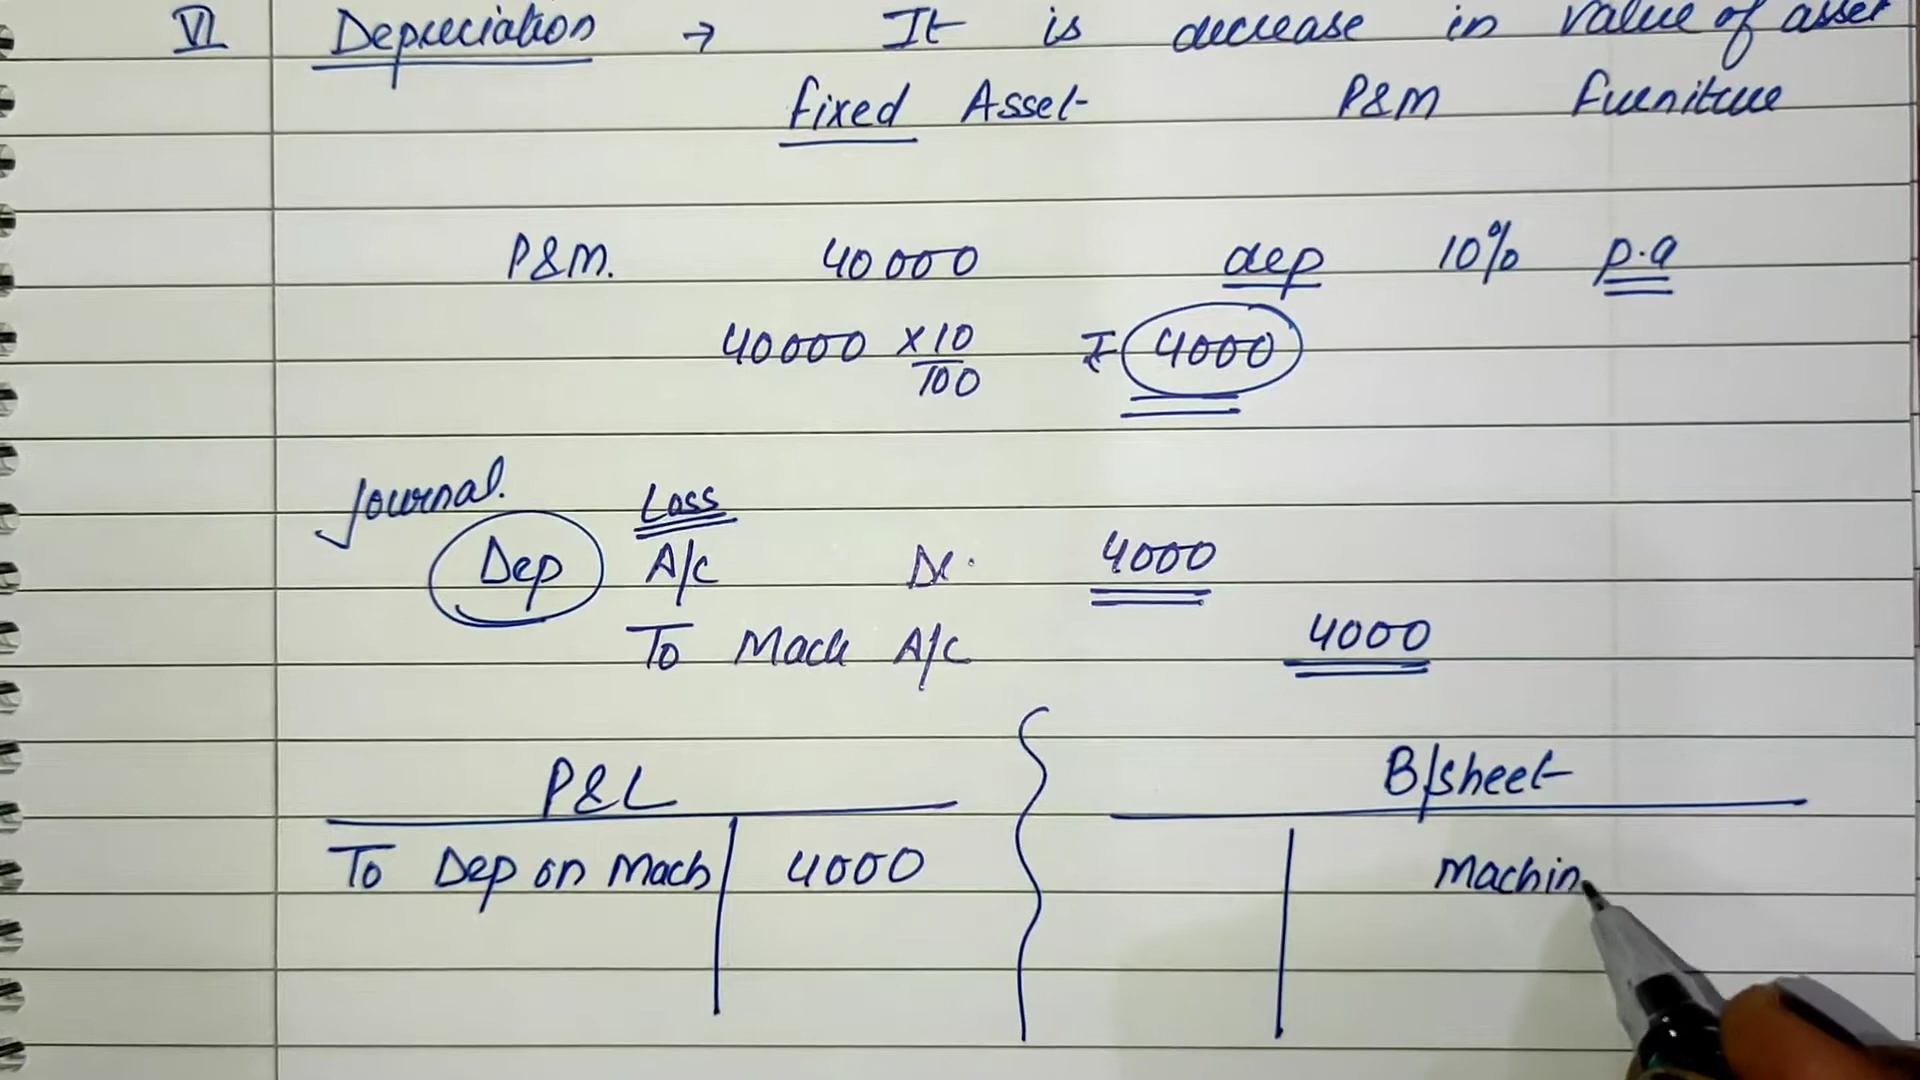 VI Depreciation → It is decrease in value of asset
fixed Asset P&M Furniture
P&M. 40000 dep 10% p.a
40000 ×10/100 = 4000
Journal.
Loss
Dep A/c Dr. 4000
To Mach A/c 4000
P&L B/sheet
To Dep on Mach 4000 Machin